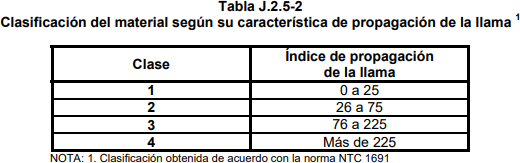 Tabla J.2.5-2
Clasificación del material según su característica de propagación de la llama 1
Clase
Índice de propagación
de la llama
1
0 a 25
2
26 a 75
3
76 a 225
4
Más de 225
NOTA: 1. Clasificación obtenida de acuerdo con la norma NTC 1691